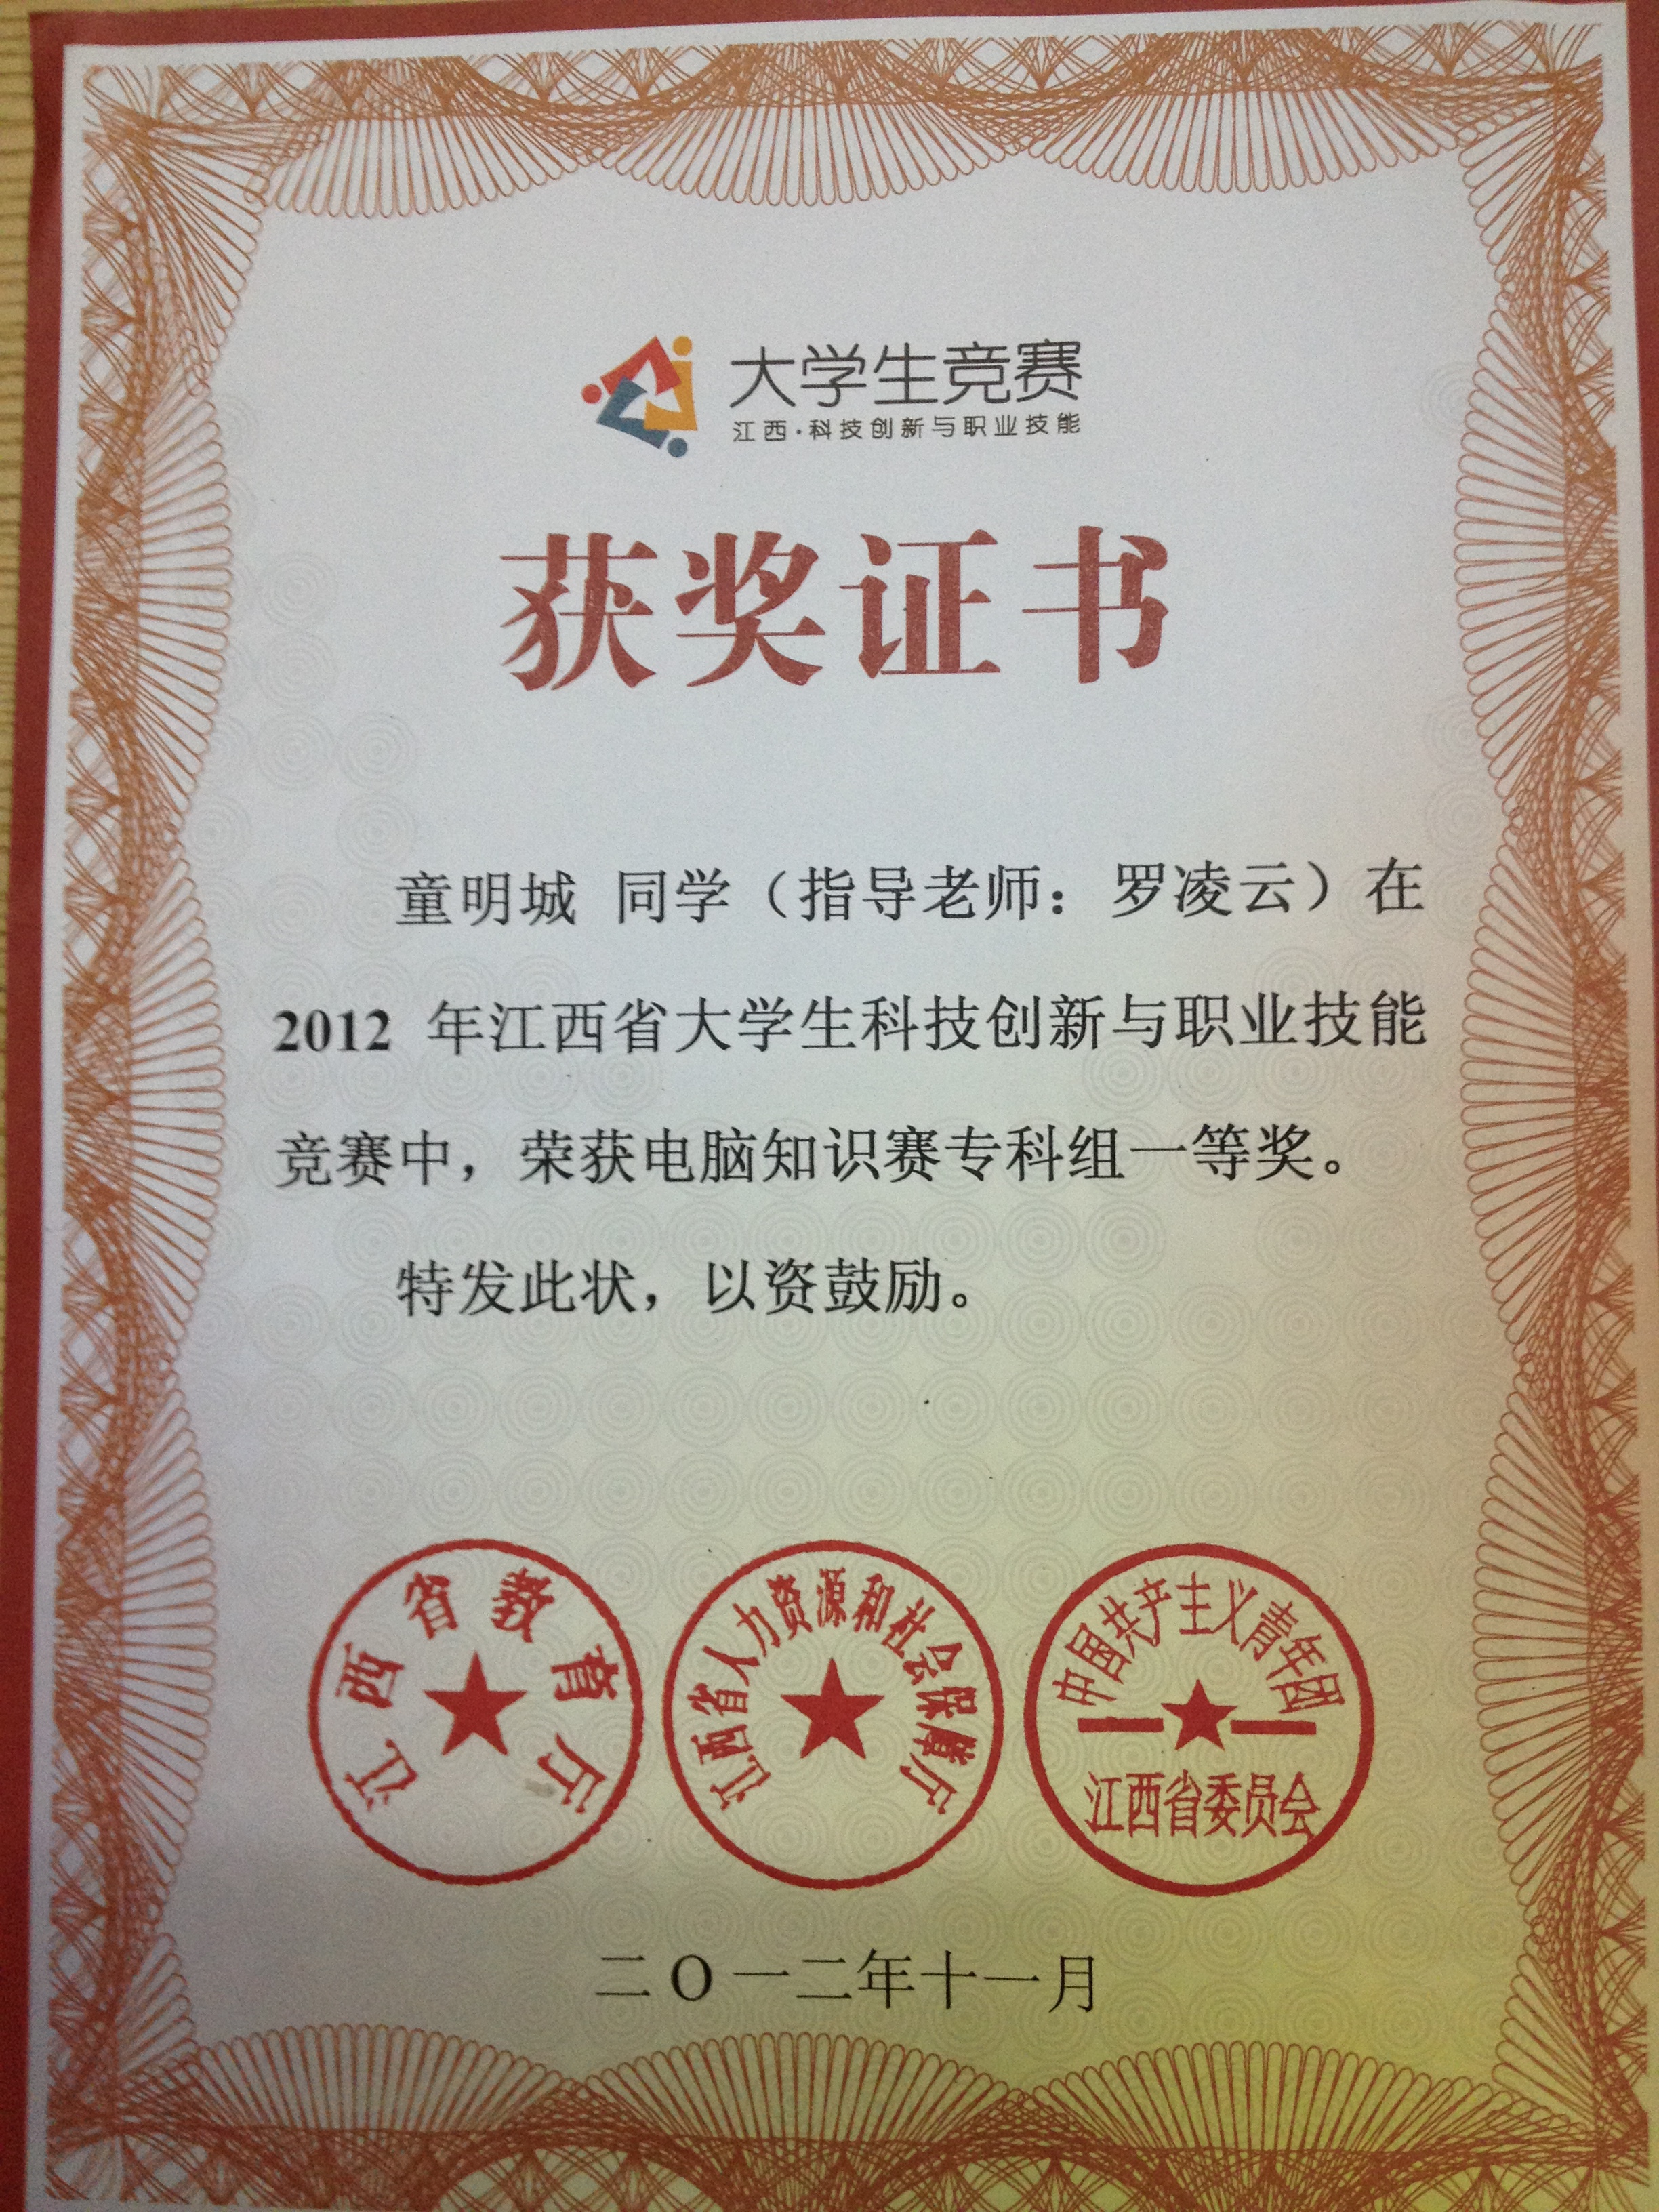 大学生竞赛
江西·科技创新与职业技能
获奖证书
童明城 同学（指导老师：罗凌云）在
2012 年江西省大学生科技创新与职业技能
竞赛中，荣获电脑知识赛专科组一等奖。
特发此状，以资鼓励。
江西省教育厅
江西省人力资源和社会保障厅
中国共产主义青年团
江西省委员会
二O一二年十一月